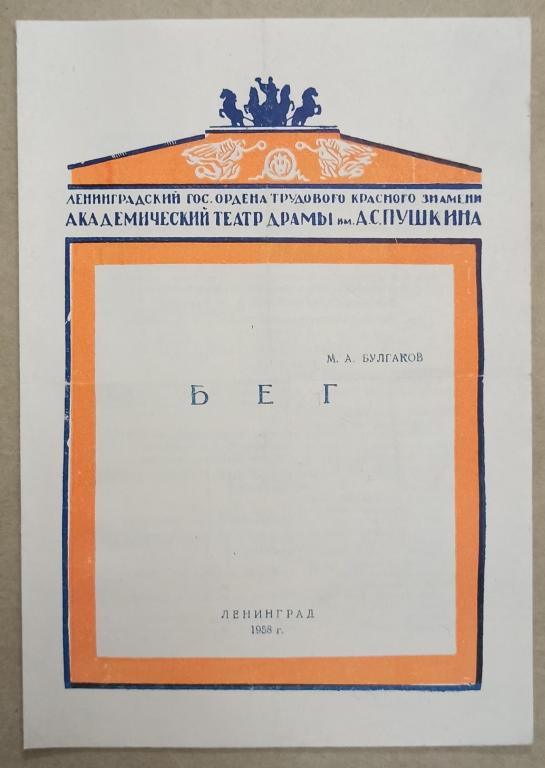 ЛЕНИНГРАДСКИЙ ГОС. ОРДЕНА ТРУДОВОГО КРАСНОГО ЗНАМЕНИ
АКАДЕМИЧЕСКИЙ ТЕАТР ДРАМЫ им. А.С. ПУШКИНА
М. А. БУЛГАКОВ
БЕГ
ЛЕНИНГРАД
1958 г.